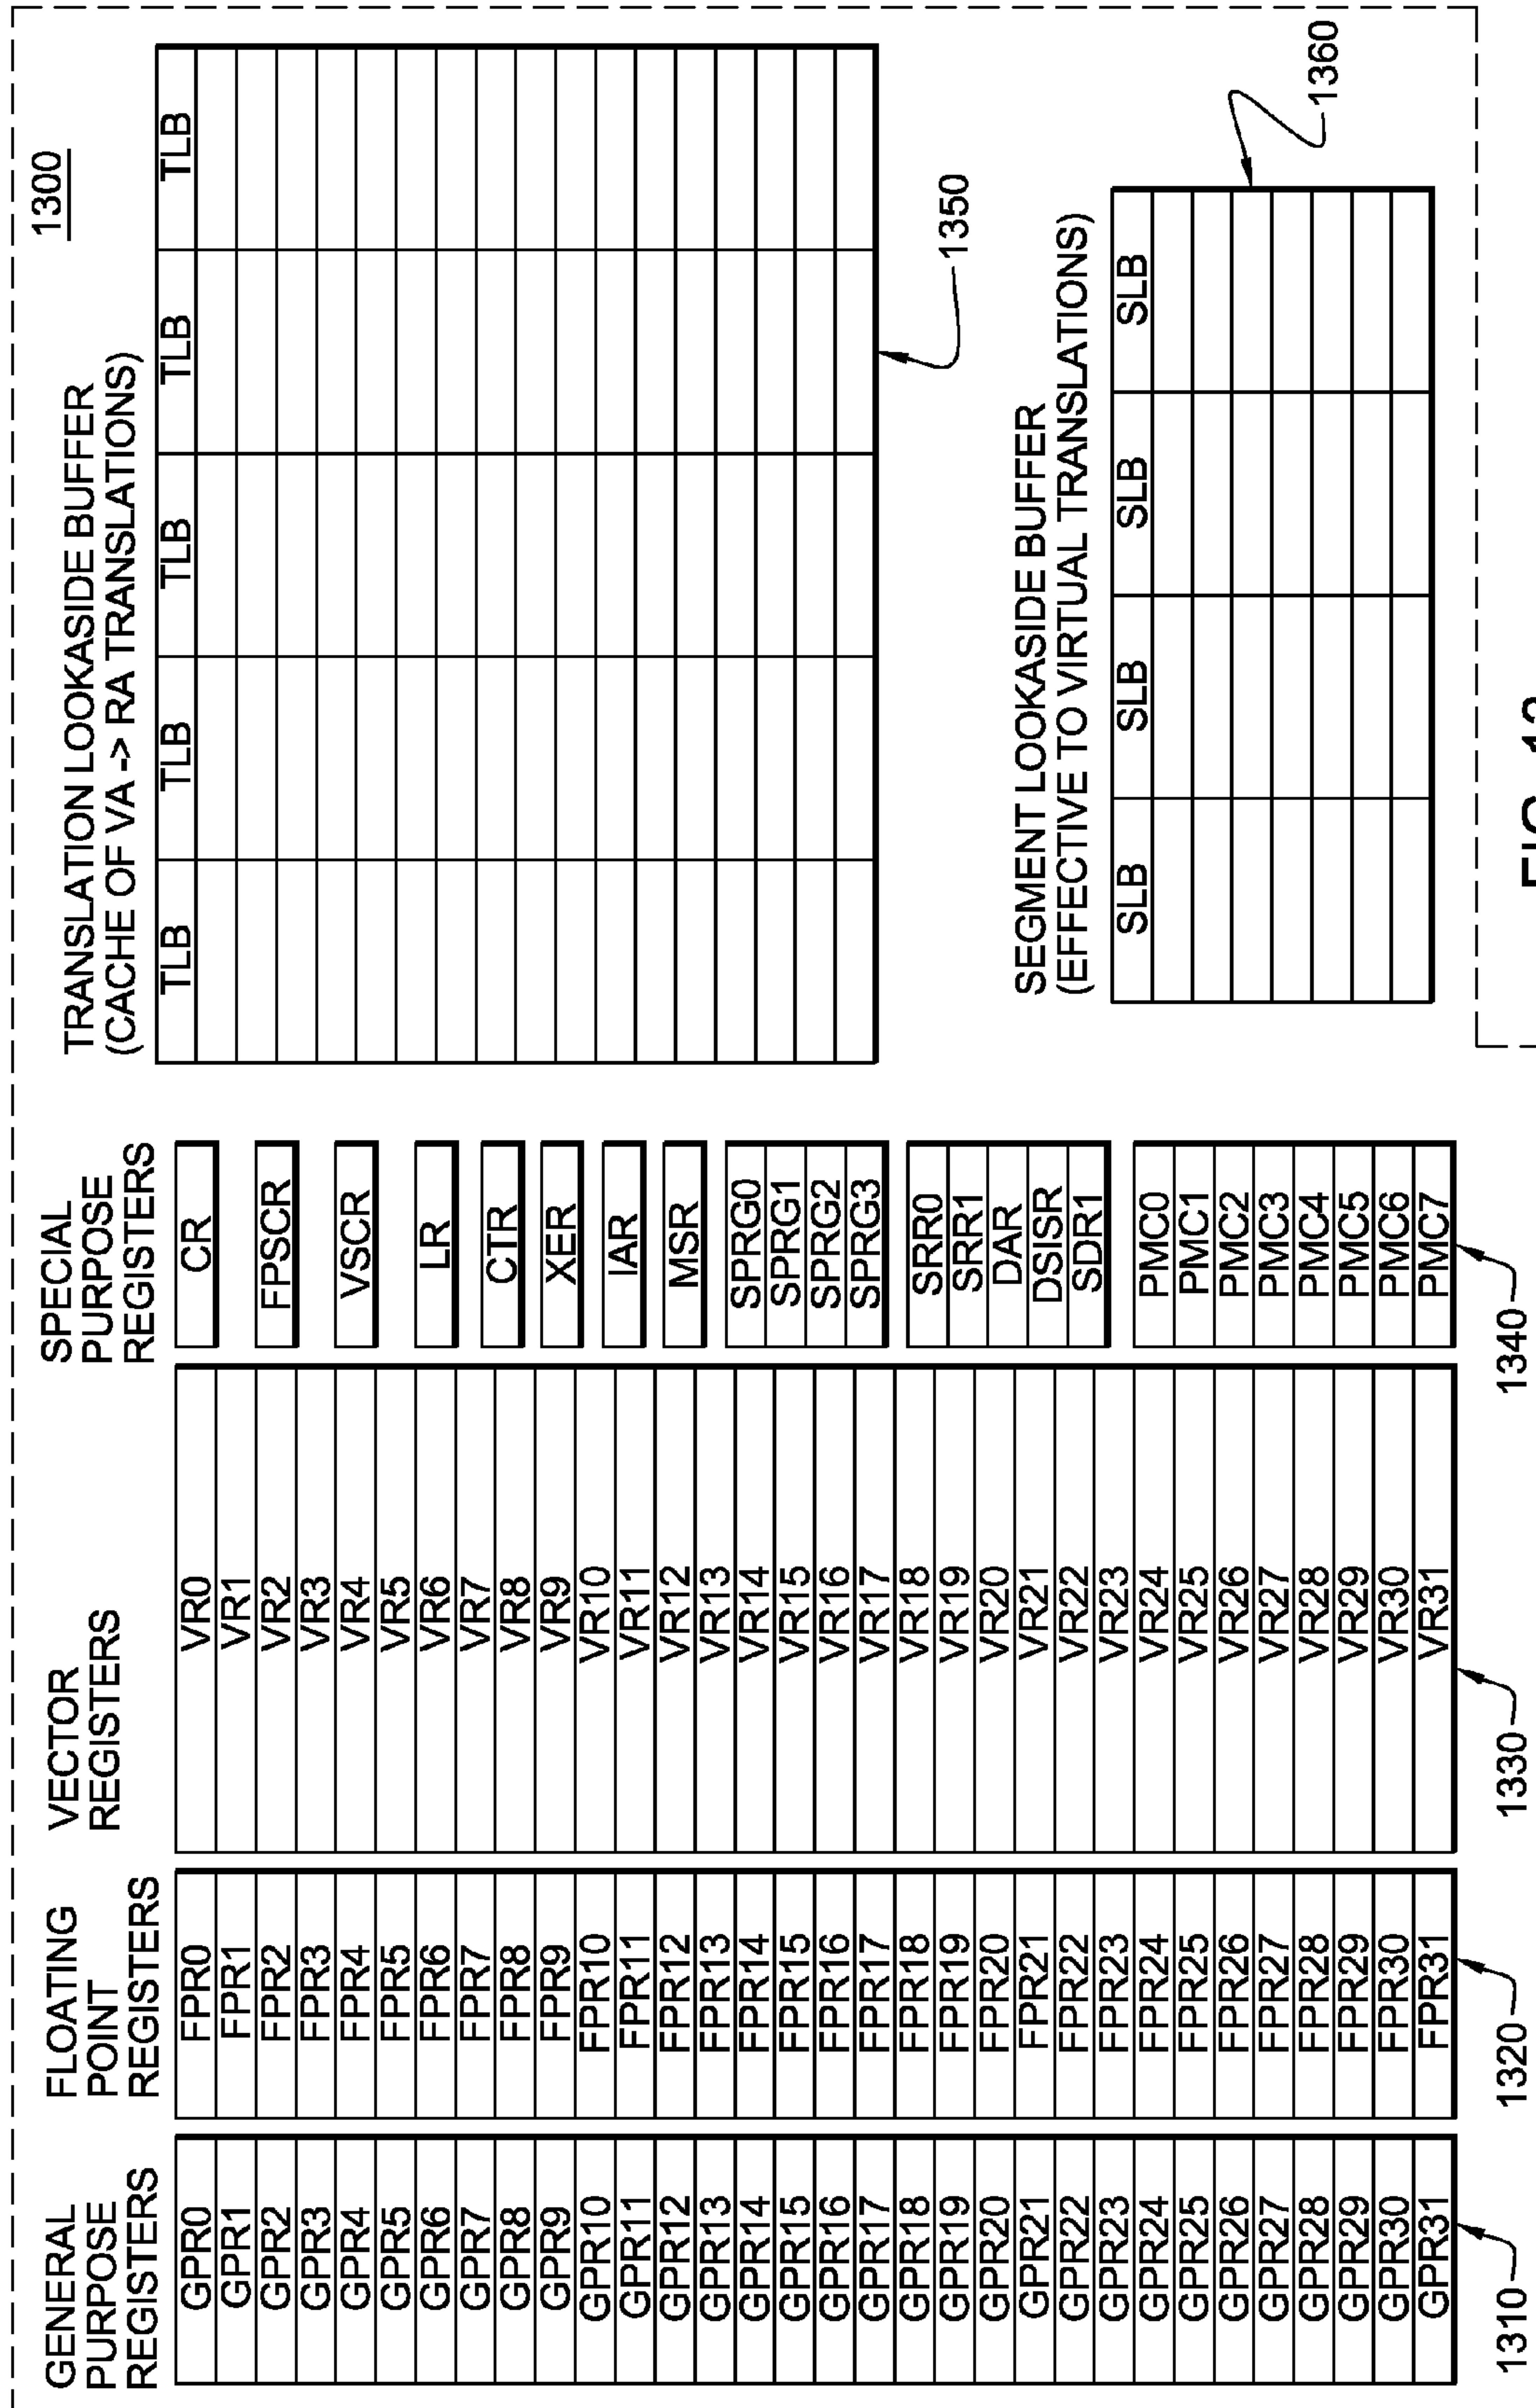 1300
GENERAL
PURPOSE
REGISTERS
GPR0
GPR1
GPR2
GPR3
GPR4
GPR5
GPR6
GPR7
GPR8
GPR9
GPR10
GPR11
GPR12
GPR13
GPR14
GPR15
GPR16
GPR17
GPR18
GPR19
GPR20
GPR21
GPR22
GPR23
GPR24
GPR25
GPR26
GPR27
GPR28
GPR29
GPR30
GPR31
1310
FLOATING
POINT
REGISTERS
FPR0
FPR1
FPR2
FPR3
FPR4
FPR5
FPR6
FPR7
FPR8
FPR9
FPR10
FPR11
FPR12
FPR13
FPR14
FPR15
FPR16
FPR17
FPR18
FPR19
FPR20
FPR21
FPR22
FPR23
FPR24
FPR25
FPR26
FPR27
FPR28
FPR29
FPR30
FPR31
1320
VECTOR
REGISTERS
VR0
VR1
VR2
VR3
VR4
VR5
VR6
VR7
VR8
VR9
VR10
VR11
VR12
VR13
VR14
VR15
VR16
VR17
VR18
VR19
VR20
VR21
VR22
VR23
VR24
VR25
VR26
VR27
VR28
VR29
VR30
VR31
1330
SPECIAL
PURPOSE
REGISTERS
CR
FPSCR
VSCR
LR
CTR
XER
IAR
MSR
SPRG0
SPRG1
SPRG2
SPRG3
SRR0
SRR1
DAR
DSISR
SDR1
PMC0
PMC1
PMC2
PMC3
PMC4
PMC5
PMC6
PMC7
1340
TRANSLATION LOOKASIDE BUFFER
(CACHE OF VA -> RA TRANSLATIONS)
TLB TLB TLB TLB TLB
1350
SEGMENT LOOKASIDE BUFFER
(EFFECTIVE TO VIRTUAL TRANSLATIONS)
SLB SLB SLB SLB
1360